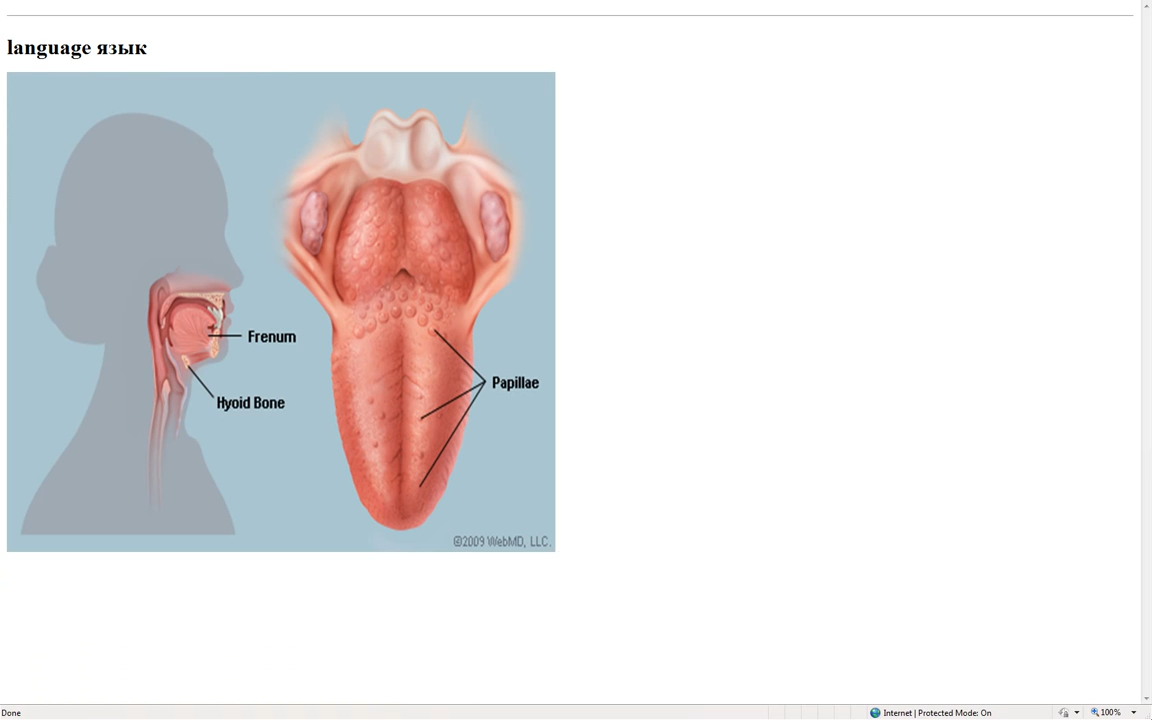 language язык
Frenum
Hyoid Bone
Papillae
©2009 WebMD, LLC.
Done
Internet | Protected Mode: On
100%